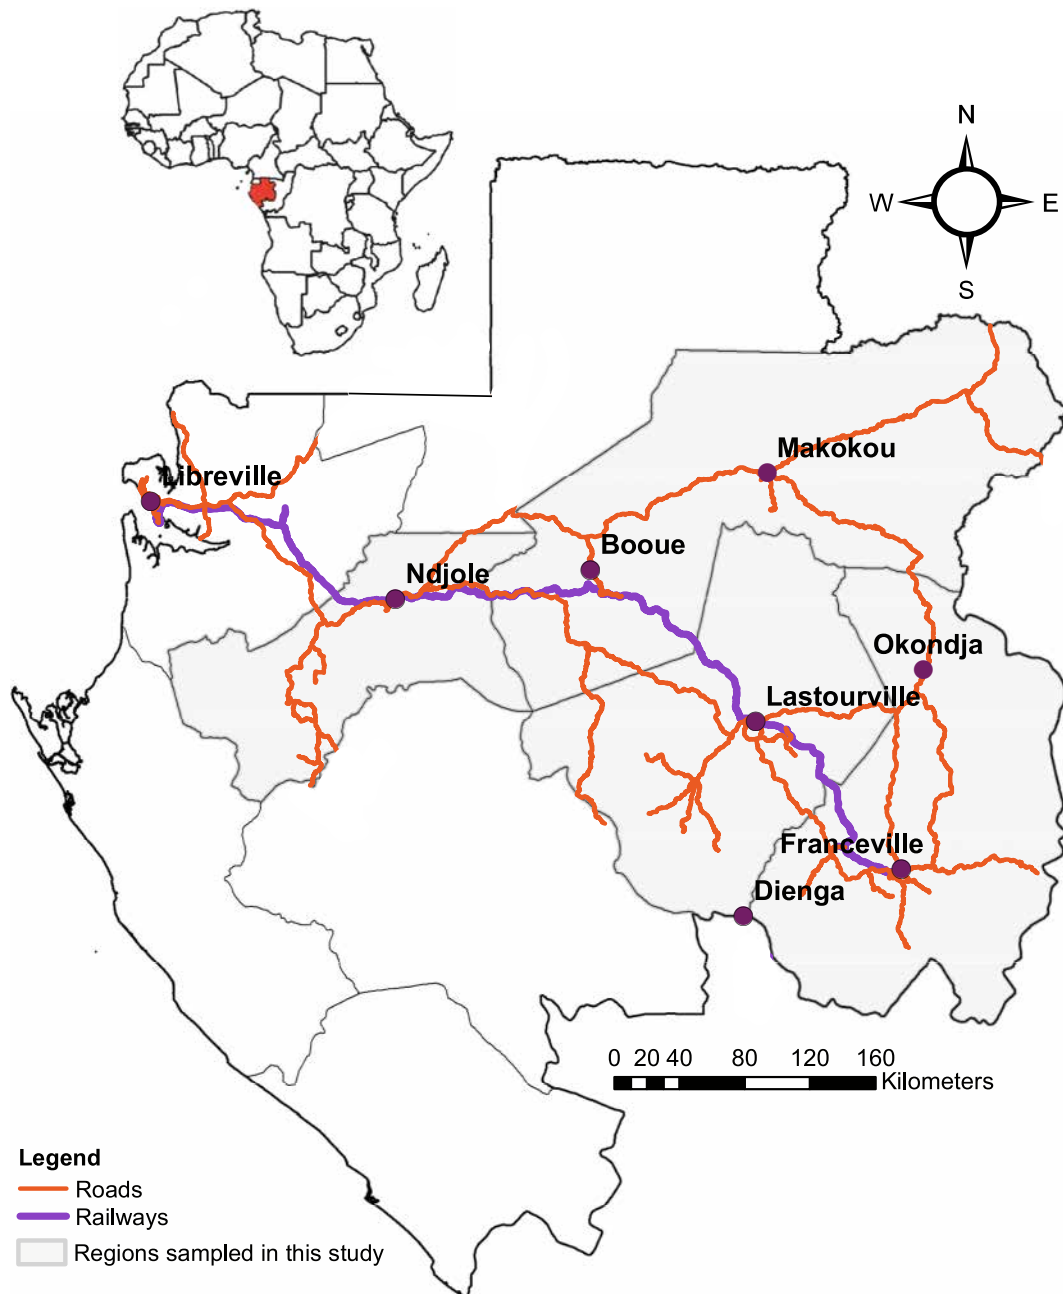 N
W
E
S
Makokou
Libreville
Booue
Ndjole
Okondja
Lastourville
Franceville
Dienga
0 20 40 80 120 160
Kilometers
Legend
Roads
Railways
Regions sampled in this study